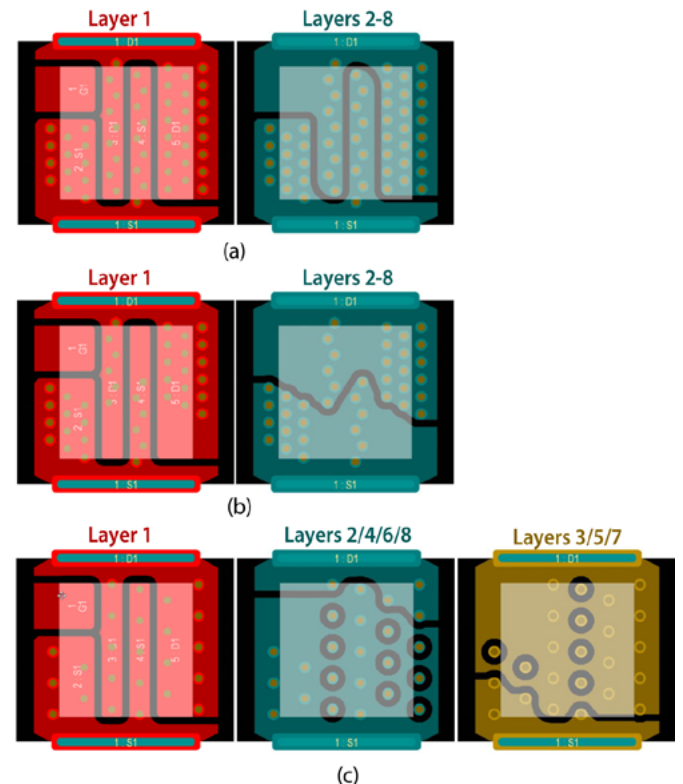 Layer 1 Layers 2-8
1 : D1 1 : D1
1 G1
2 : S1 3 : D1 4 : S1 5 : D1
1 : S1 1 : S1
(a)
Layer 1 Layers 2-8
1 : D1 1 : D1
1 G1
2 : S1 3 : D1 4 : S1 5 : D1
1 : S1 1 : S1
(b)
Layer 1 Layers 2/4/6/8 Layers 3/5/7
1 : D1 1 : D1 1 : D1
1 G1
2 : S1 3 : D1 4 : S1 5 : D1
1 : S1 1 : S1 1 : S1
(c)